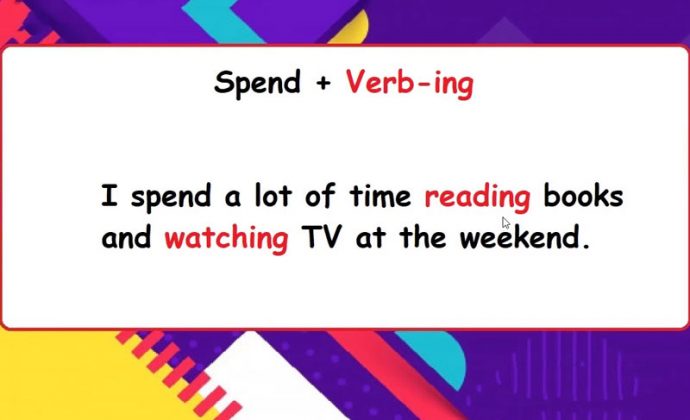 Spend + Verb-ing
I spend a lot of time reading books
and watching TV at the weekend.